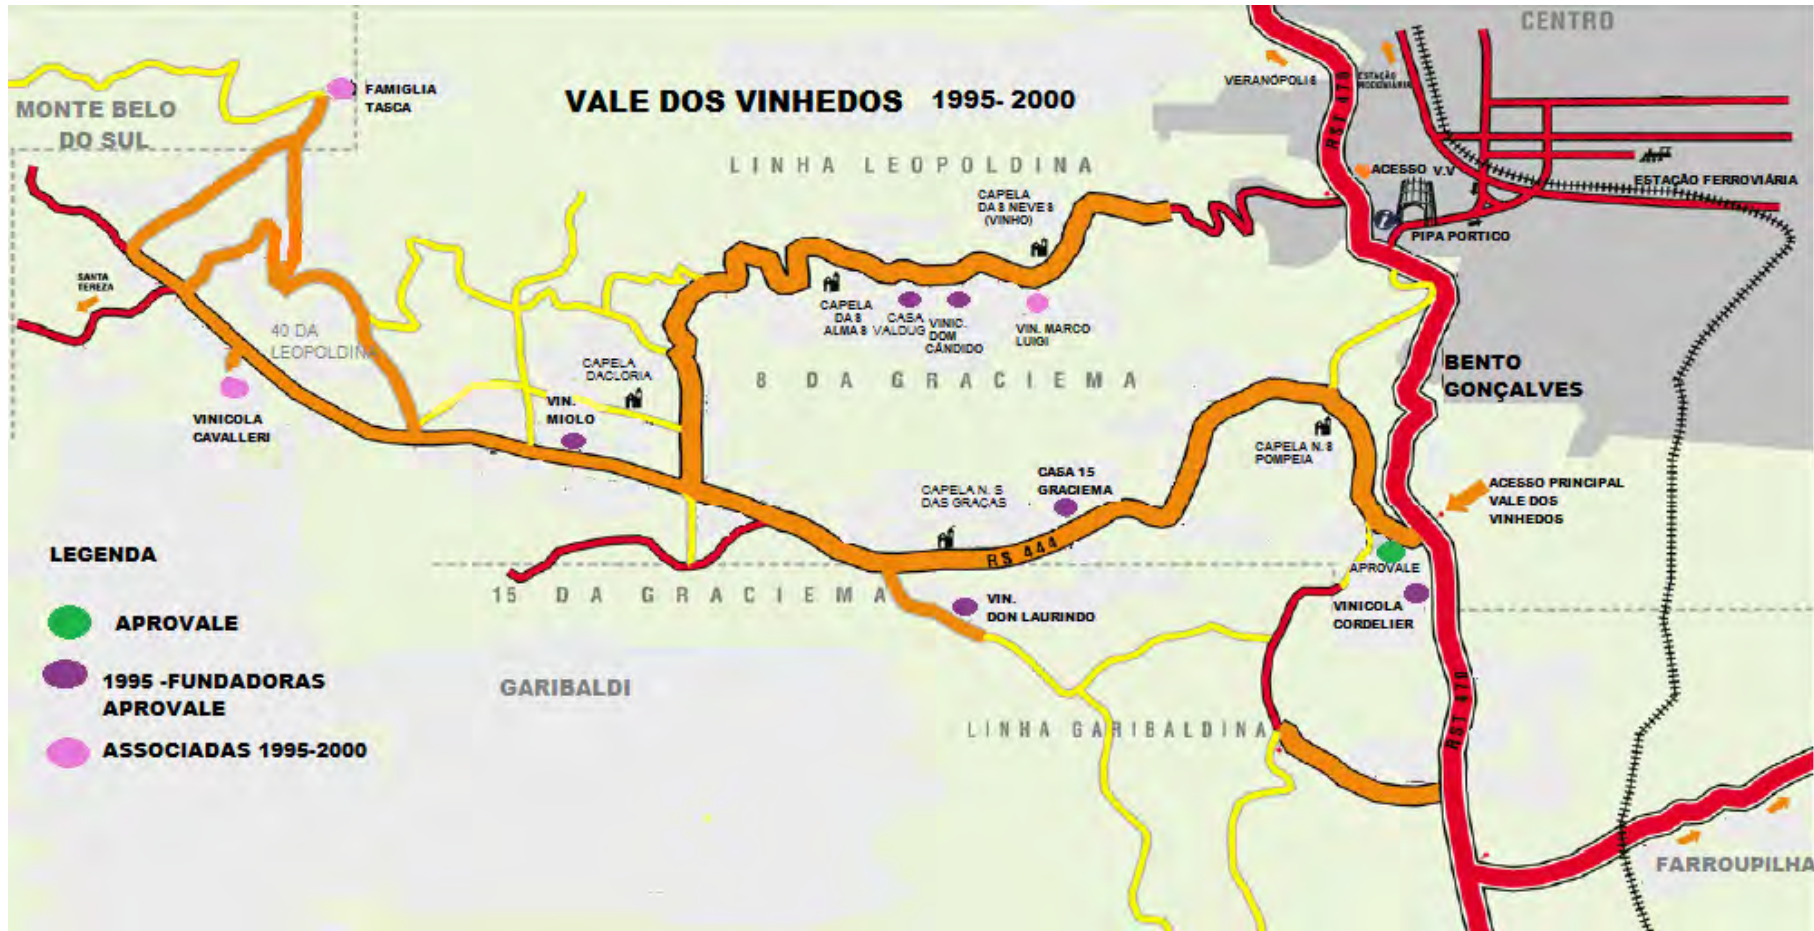 CENTRO
VERANÓPOLIS
ESTAÇÃO
RODOVIÁRIA
RST 470
FAMIGLIA
TASCA
MONTE BELO
DO SUL
VALE DOS VINHEDOS 1995- 2000
LINHA LEOPOLDINA
ACESSO V.V
ESTAÇÃO FERROVIÁRIA
PIPA PORTICO
CAPELA
DAS NEVES
(VINHO)
SANTA
TEREZA
40 DA
LEOPOLDINA
CAPELA
DAS
ALMAS
CASA
VALDUG
VINIC.
DOM
CÂNDIDO
VIN. MARCO
LUIGI
CAPELA
DAGLORIA
8 DA GRACIEMA
BENTO
GONÇALVES
VIN.
MIOLO
VINICOLA
CAVALLERI
CAPELA N. S
POMPEIA
CASA 15
GRACIEMA
CAPELA N. S
DAS GRAÇAS
ACESSO PRINCIPAL
VALE DOS
VINHEDOS
RS 444
APROVALE
15 DA GRACIEMA
VIN.
DON LAURINDO
VINICOLA
CORDELIER
GARIBALDI
LINHA GARIBALDINA
RST 470
FARROUPILHA
LEGENDA
APROVALE
1995 -FUNDADORAS
APROVALE
ASSOCIADAS 1995-2000